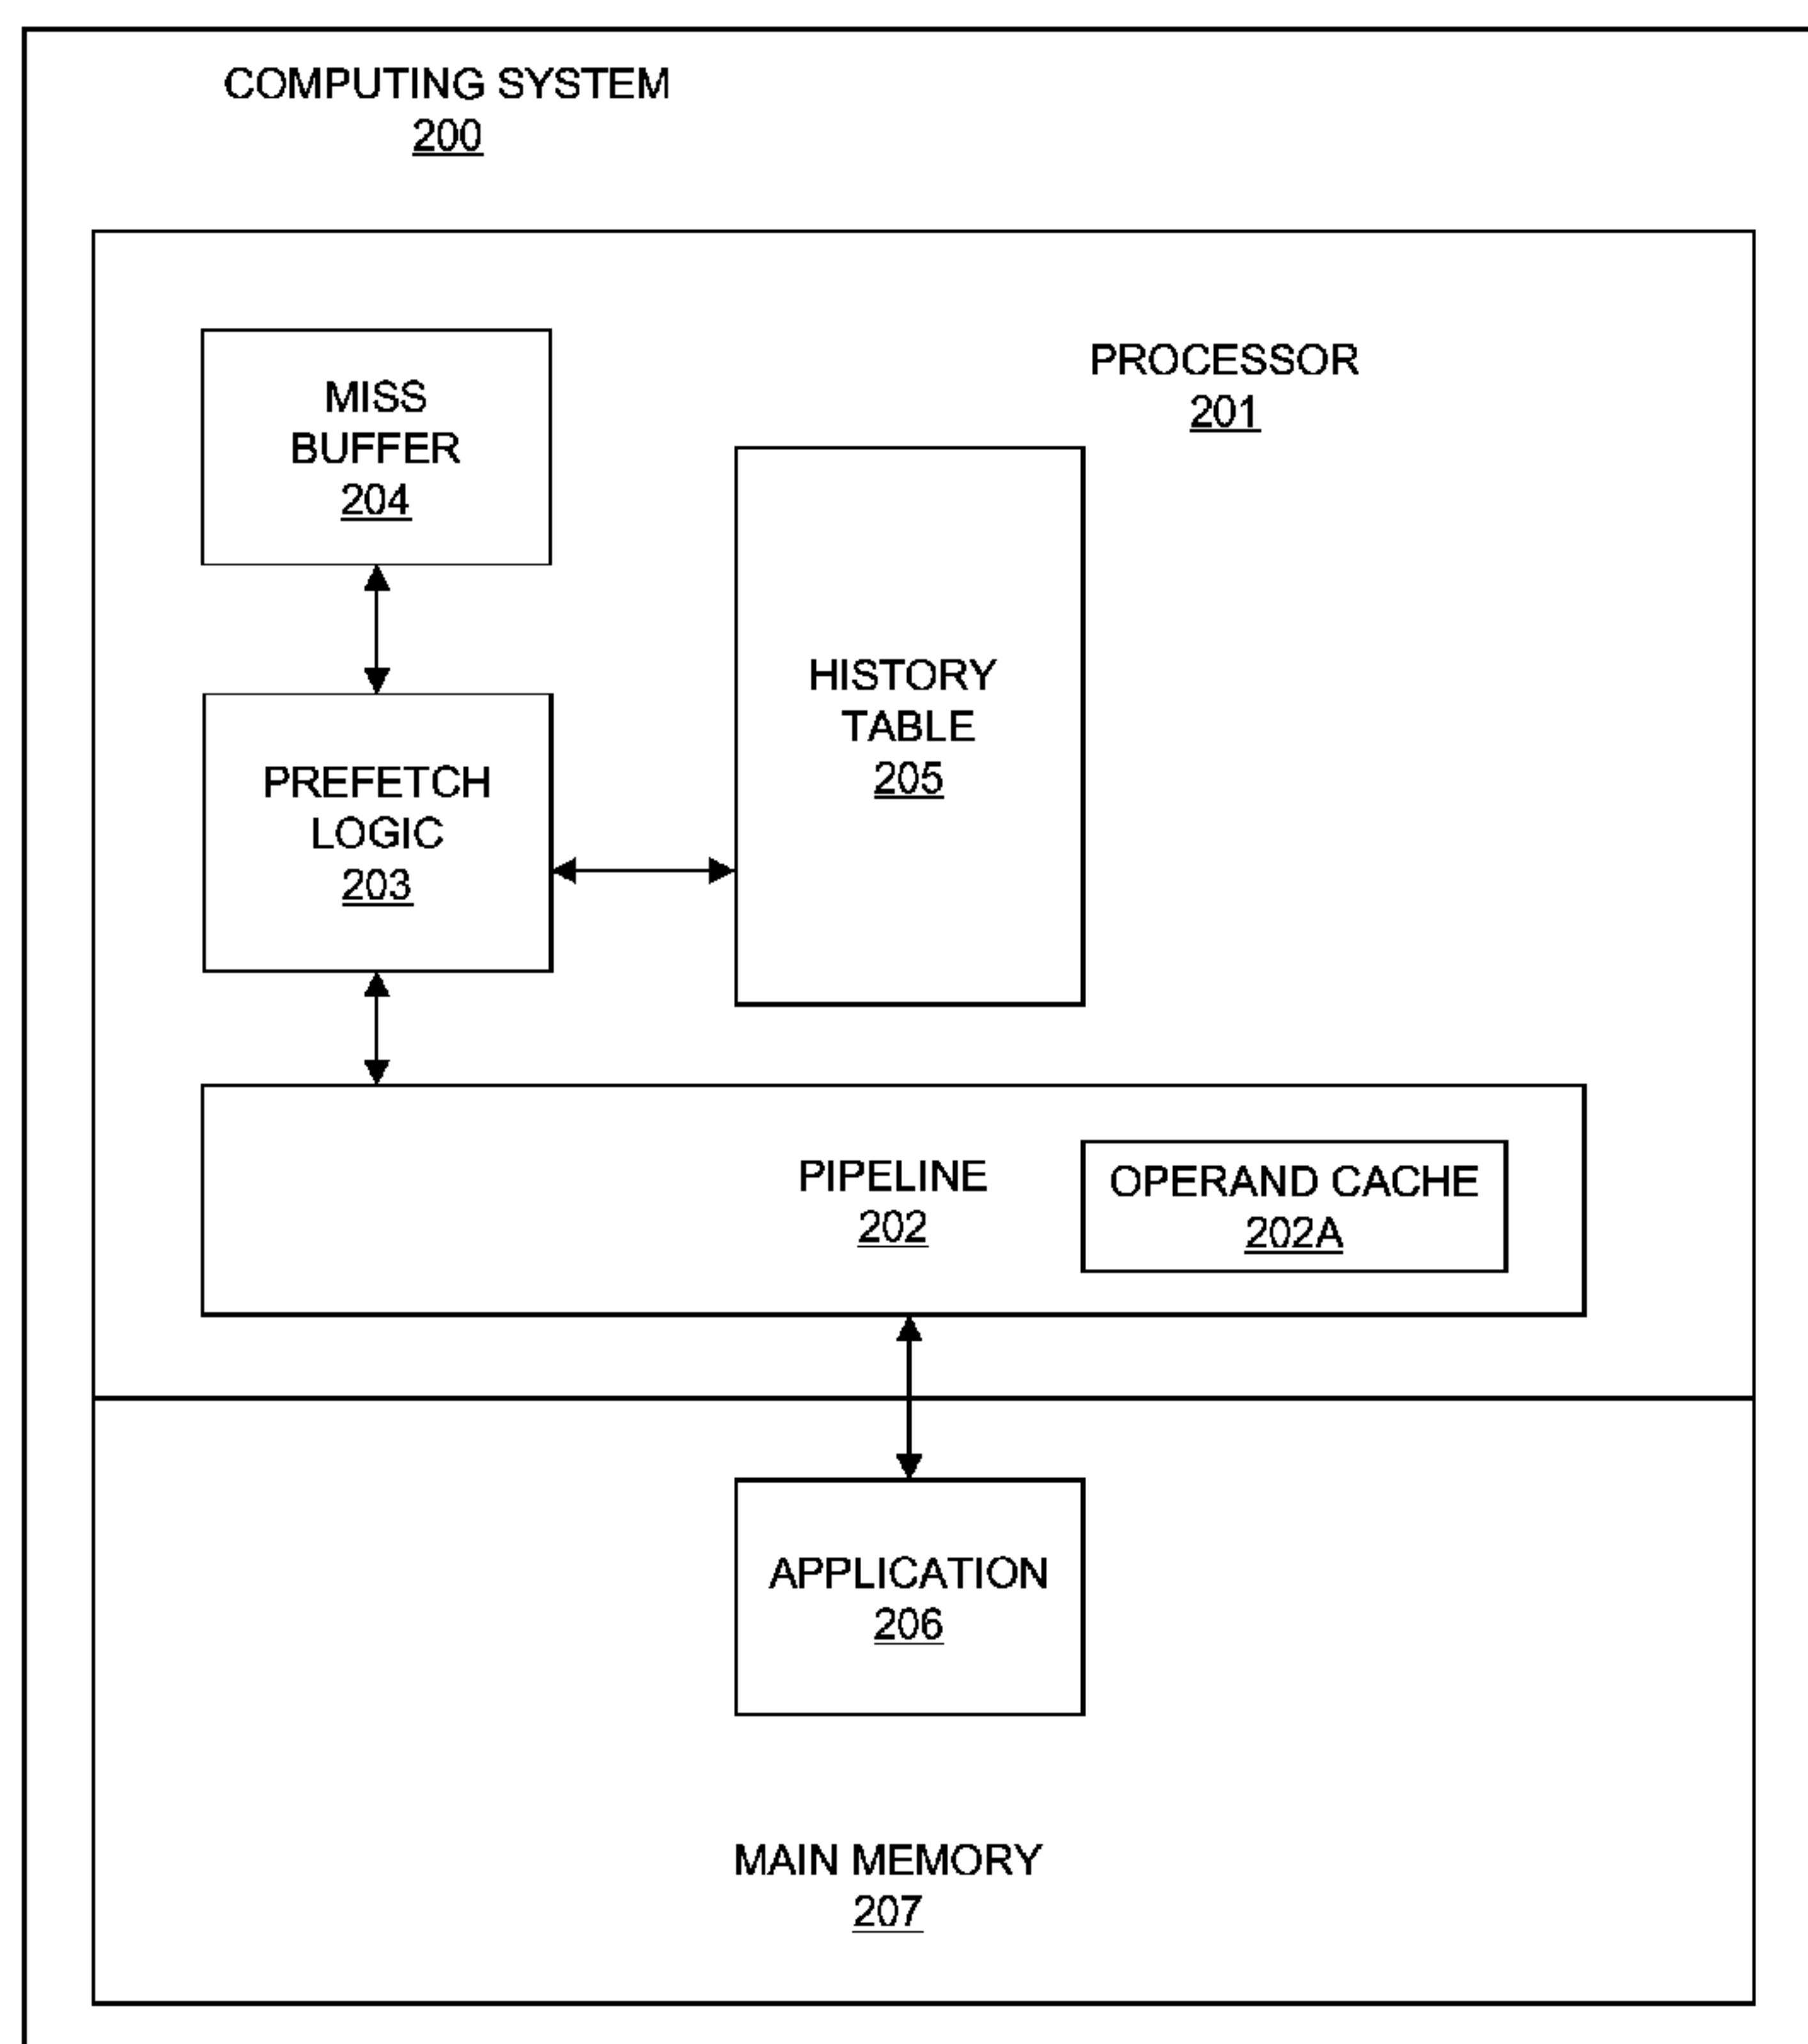 COMPUTING SYSTEM
200
PROCESSOR
201
MISS
BUFFER
204
HISTORY
TABLE
205
PREFETCH
LOGIC
203
PIPELINE
202
OPERAND CACHE
202A
APPLICATION
206
MAIN MEMORY
207